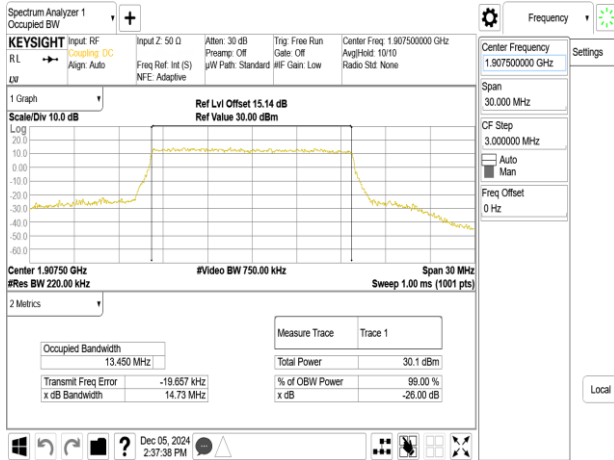 Spectrum Analyzer 1
Occupied BW
KEYSIGHT
RL
LXI
Input: RF
Coupling: DC
Align: Auto
Input Z: 50 Ω
Freq Ref: Int (S)
NFE: Adaptive
Atten: 30 dB
Preamp: Off
µW Path: Standard
Trig: Free Run
Gate: Off
#IF Gain: Low
Center Freq: 1.907500000 GHz
Avg|Hold: 10/10
Radio Std: None
1 Graph
Scale/Div 10.0 dB
Ref Lvl Offset 15.14 dB
Ref Value 30.00 dBm
Log
20.0
10.0
0.00
-10.0
-20.0
-30.0
-40.0
-50.0
-60.0
Center 1.90750 GHz
#Res BW 220.00 kHz
#Video BW 750.00 kHz
Span 30 MHz
Sweep 1.00 ms (1001 pts)
2 Metrics
Occupied Bandwidth
13.450 MHz
Transmit Freq Error -19.657 kHz
x dB Bandwidth 14.73 MHz
Measure Trace Trace 1
Total Power 30.1 dBm
% of OBW Power 99.00 %
x dB -26.00 dB
Dec 05, 2024
2:37:38 PM
Frequency
Center Frequency
1.907500000 GHz
Span
30.000 MHz
CF Step
3.000000 MHz
Auto
Man
Freq Offset
0 Hz
Settings
Local